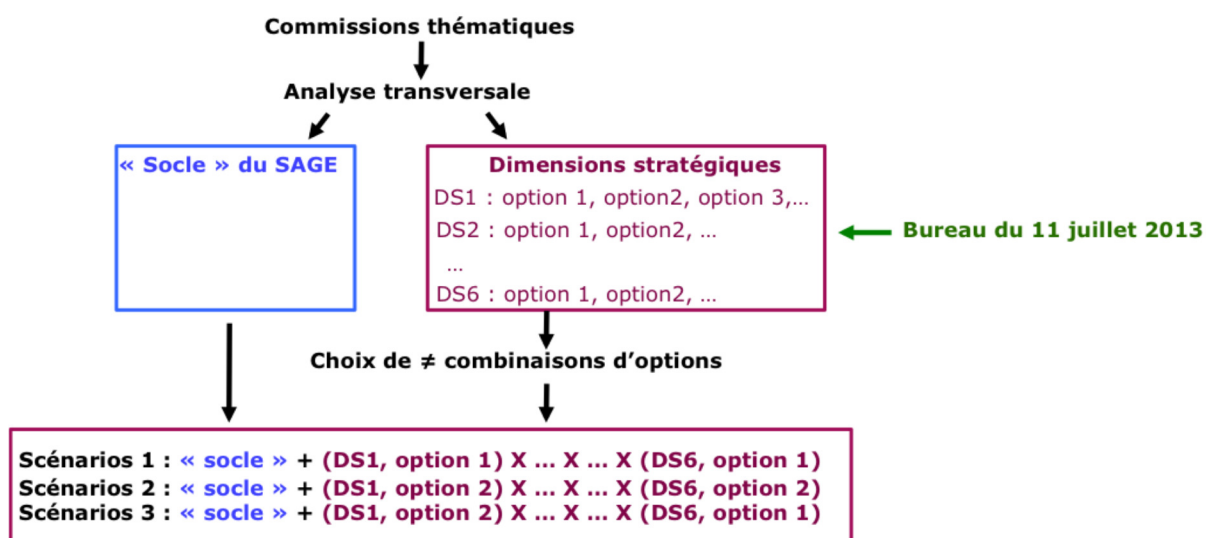 Commissions thématiques
Analyse transversale
« Socle » du SAGE
Dimensions stratégiques
DS1 : option 1, option2, option 3,...
DS2 : option 1, option2, ...
...
DS6 : option 1, option2, ...
Bureau du 11 juillet 2013
Choix de ≠ combinaisons d’options
Scénarios 1 : « socle » + (DS1, option 1) X ... X ... X (DS6, option 1)
Scénarios 2 : « socle » + (DS1, option 2) X ... X ... X (DS6, option 2)
Scénarios 3 : « socle » + (DS1, option 2) X ... X ... X (DS6, option 1)